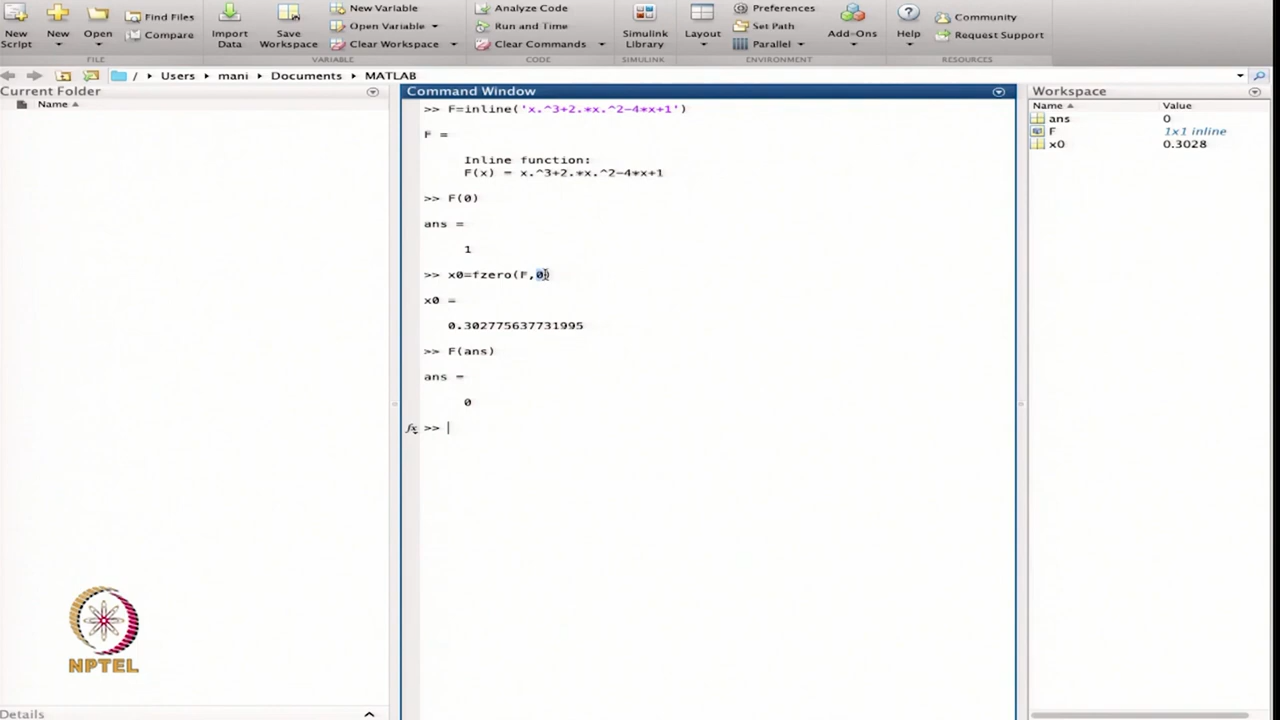 New Script
New
Open
Find Files
Compare
Import Data
Save Workspace
New Variable
Open Variable
Clear Workspace
Analyze Code
Run and Time
Clear Commands
Simulink Library
Layout
Preferences
Set Path
Parallel
Add-Ons
Help
Community
Request Support
FILE
VARIABLE
CODE
SIMULINK
ENVIRONMENT
RESOURCES
/ Users mani Documents MATLAB
Current Folder
Name
Command Window
>> F=inline('x.^3+2.*x.^2-4*x+1')
F =
Inline function:
F(x) = x.^3+2.*x.^2-4*x+1
>> F(0)
ans =
1
>> x0=fzero(F,0)
x0 =
0.302775637731995
>> F(ans)
ans =
0
fx >>
Workspace
Name Value
ans 0
F 1x1 inline
x0 0.3028
NPTEL
Details